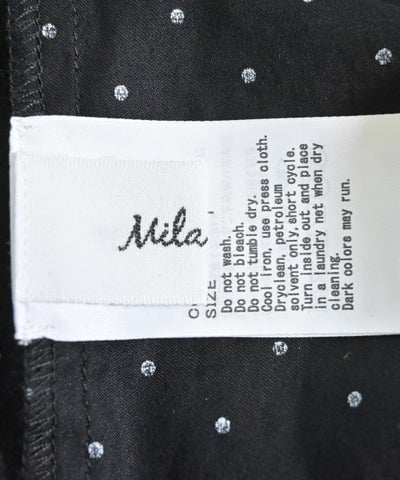 Mila
SIZE
Do not wash.
Do not bleach.
Do not tumble dry.
Cool iron, use press cloth.
Dryclean, petroleum
solvent only, short cycle.
Turn inside out and place
in a laundry net when dry
cleaning.
Dark colors may run.